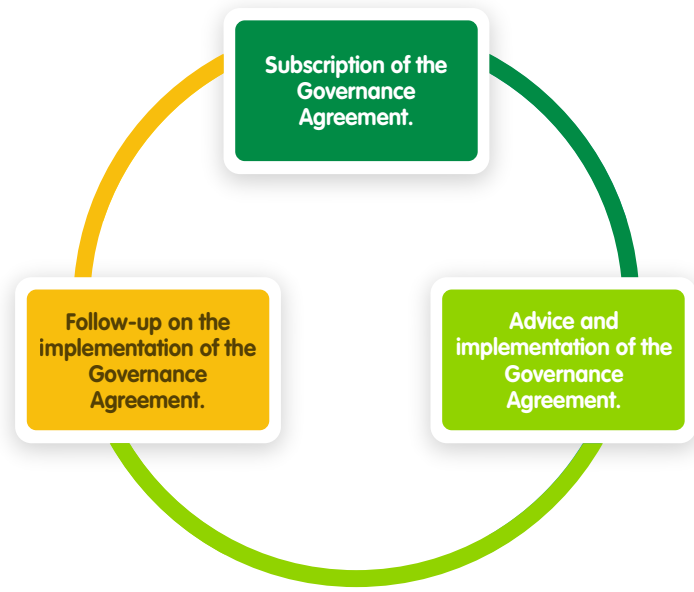 Subscription of the
Governance
Agreement.
Advice and
implementation of the
Governance
Agreement.
Follow-up on the
implementation of the
Governance
Agreement.